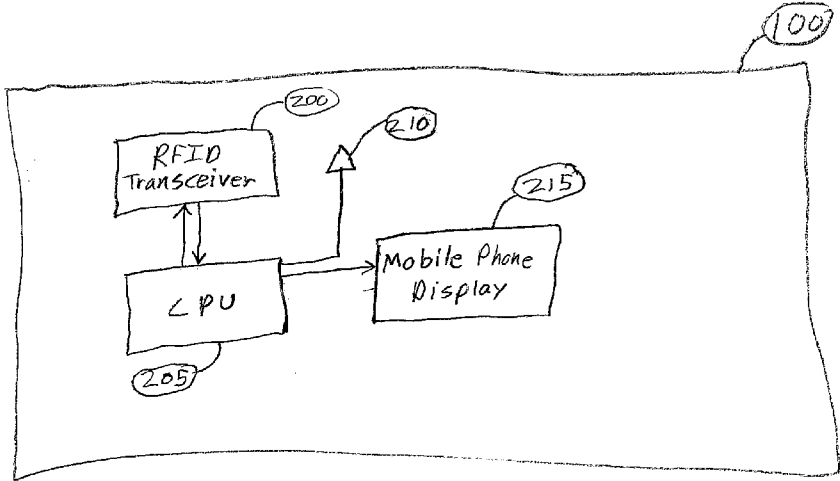 100
200
210
RFID
Transceiver
215
Mobile Phone
Display
CPU
205